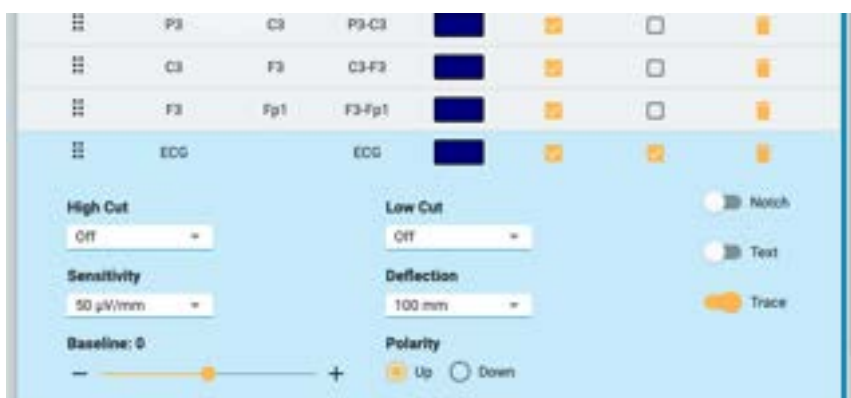 P3 C3 P3-C3
C3 F3 C3-F3
F3 Fp1 F3-Fp1
ECG ECG
High Cut Low Cut Notch
Off Off
Text
Sensitivity Deflection
50 µV/mm 100 mm Trace
Baseline: 0 Polarity
− + Up Down